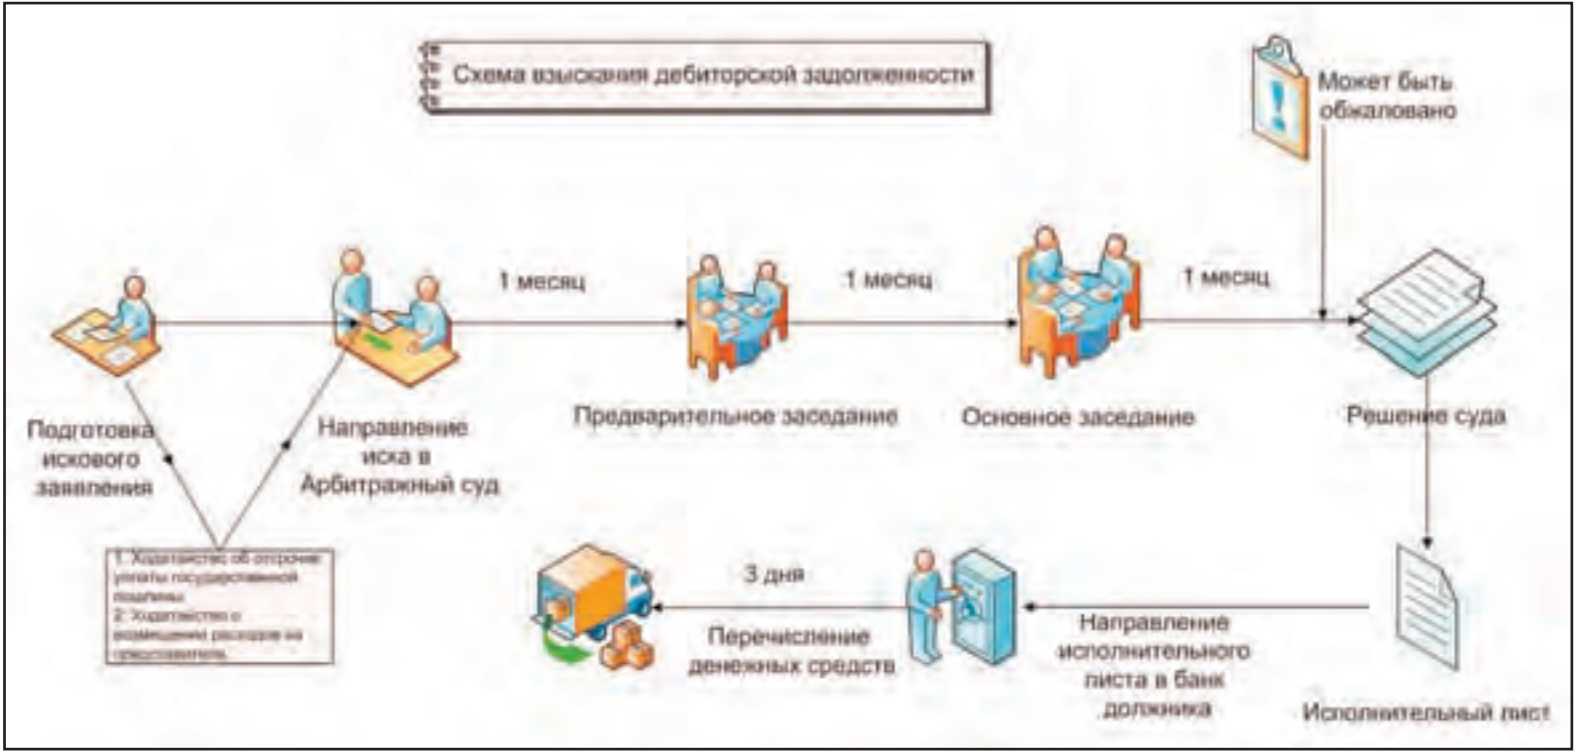 Схема взыскания дебиторской задолженности
Может быть
обжаловано
1 месяц
1 месяц
1 месяц
Подготовка
искового
заявления
Направление
иска в
Арбитражный суд
Предварительное заседание
Основное заседание
Решение суда
1. Ходатайство об отсрочке
уплаты государственной
пошлины
2. Ходатайство о
возмещении расходов на
представителя.
3 дня
Перечисление
денежных средств
Направление
исполнительного
листа в банк
должника
Исполнительный лист